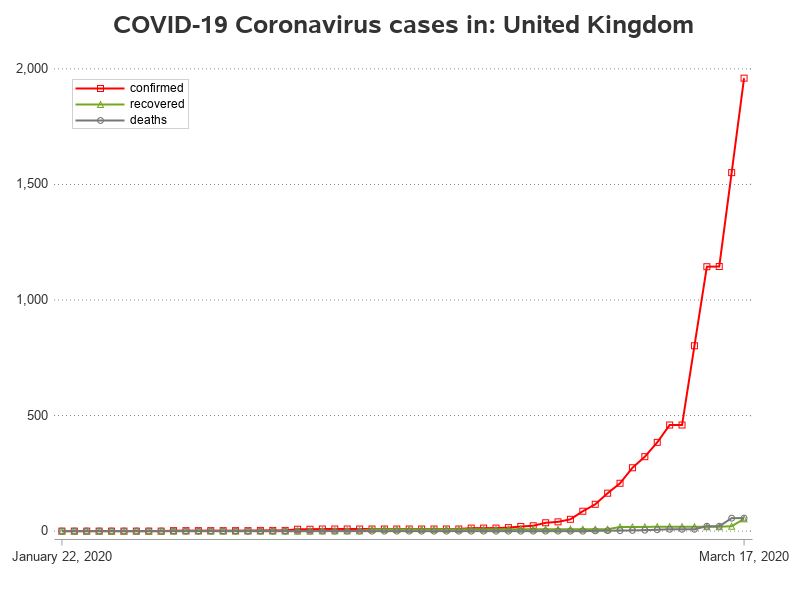 COVID-19 Coronavirus cases in: United Kingdom
2,000
confirmed
recovered
deaths
1,500
1,000
500
0
January 22, 2020
March 17, 2020